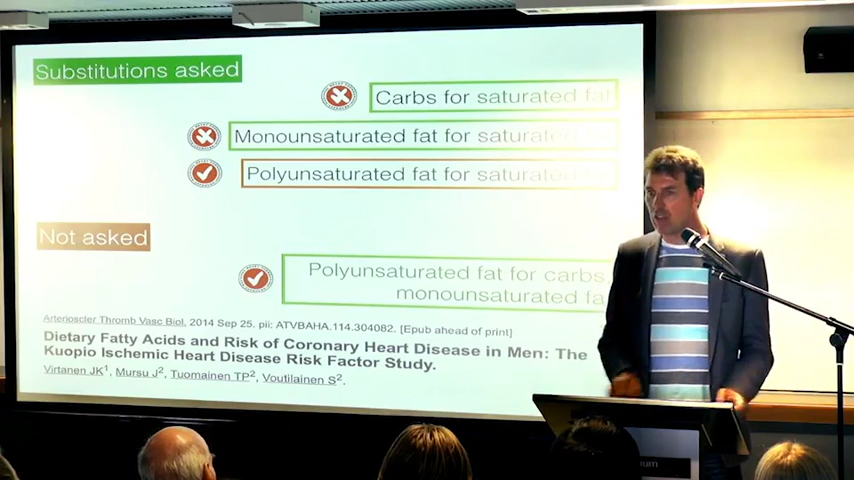 Substitutions asked
Carbs for saturated fat
Monounsaturated fat for saturated
Polyunsaturated fat for saturated
Not asked
Polyunsaturated fat for carbs
monounsaturated fa
Arterioscler Thromb Vasc Biol. 2014 Sep 25. pii: ATVBAHA.114.304082. [Epub ahead of print]
Dietary Fatty Acids and Risk of Coronary Heart Disease in Men: The
Kuopio Ischemic Heart Disease Risk Factor Study.
Virtanen JK1, Mursu J2, Tuomainen TP2, Voutilainen S2.